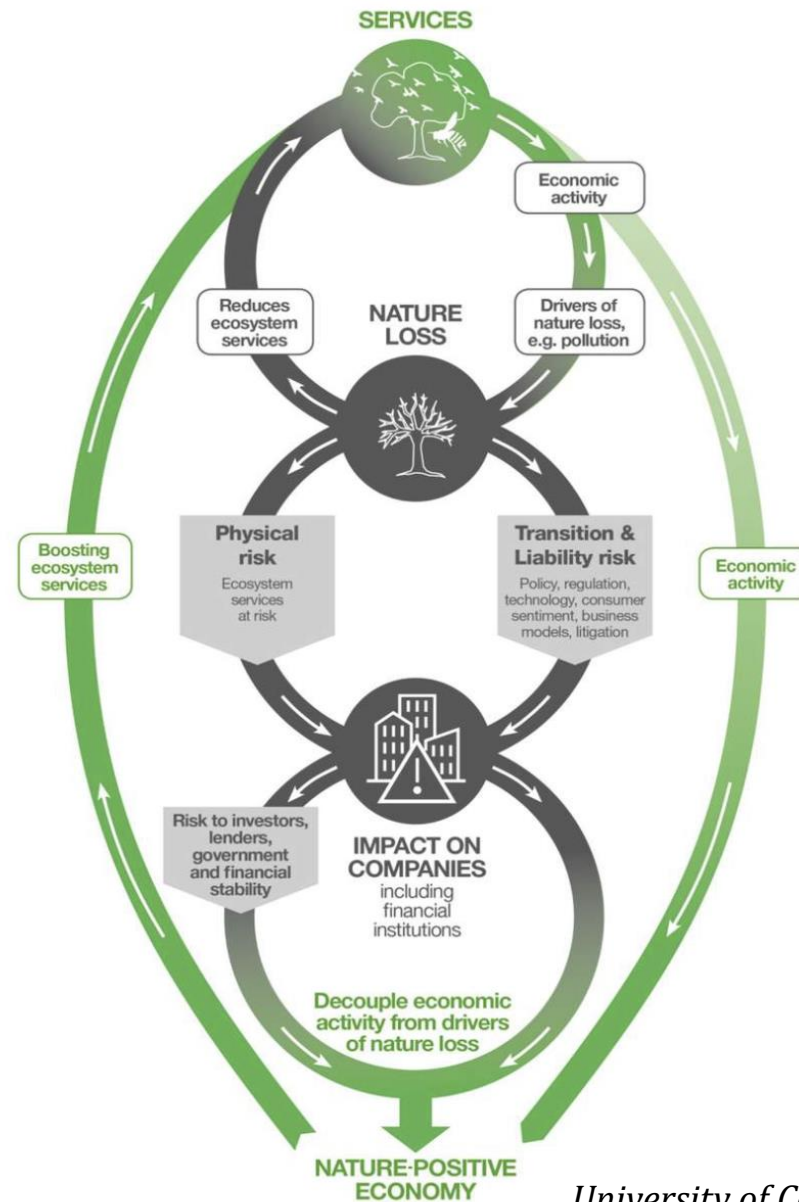 SERVICES
Economic
activity
Reduces
ecosystem
services
NATURE
LOSS
Drivers of
nature loss,
e.g. pollution
Boosting
ecosystem
services
Physical
risk
Ecosystem
services
at risk
Transition &
Liability risk
Policy, regulation,
technology, consumer
sentiment, business
models, litigation
Economic
activity
Risk to investors,
lenders,
government
and financial
stability
IMPACT ON
COMPANIES
including
financial
institutions
Decouple economic
activity from drivers
of nature loss
NATURE-POSITIVE
ECONOMY
University of C